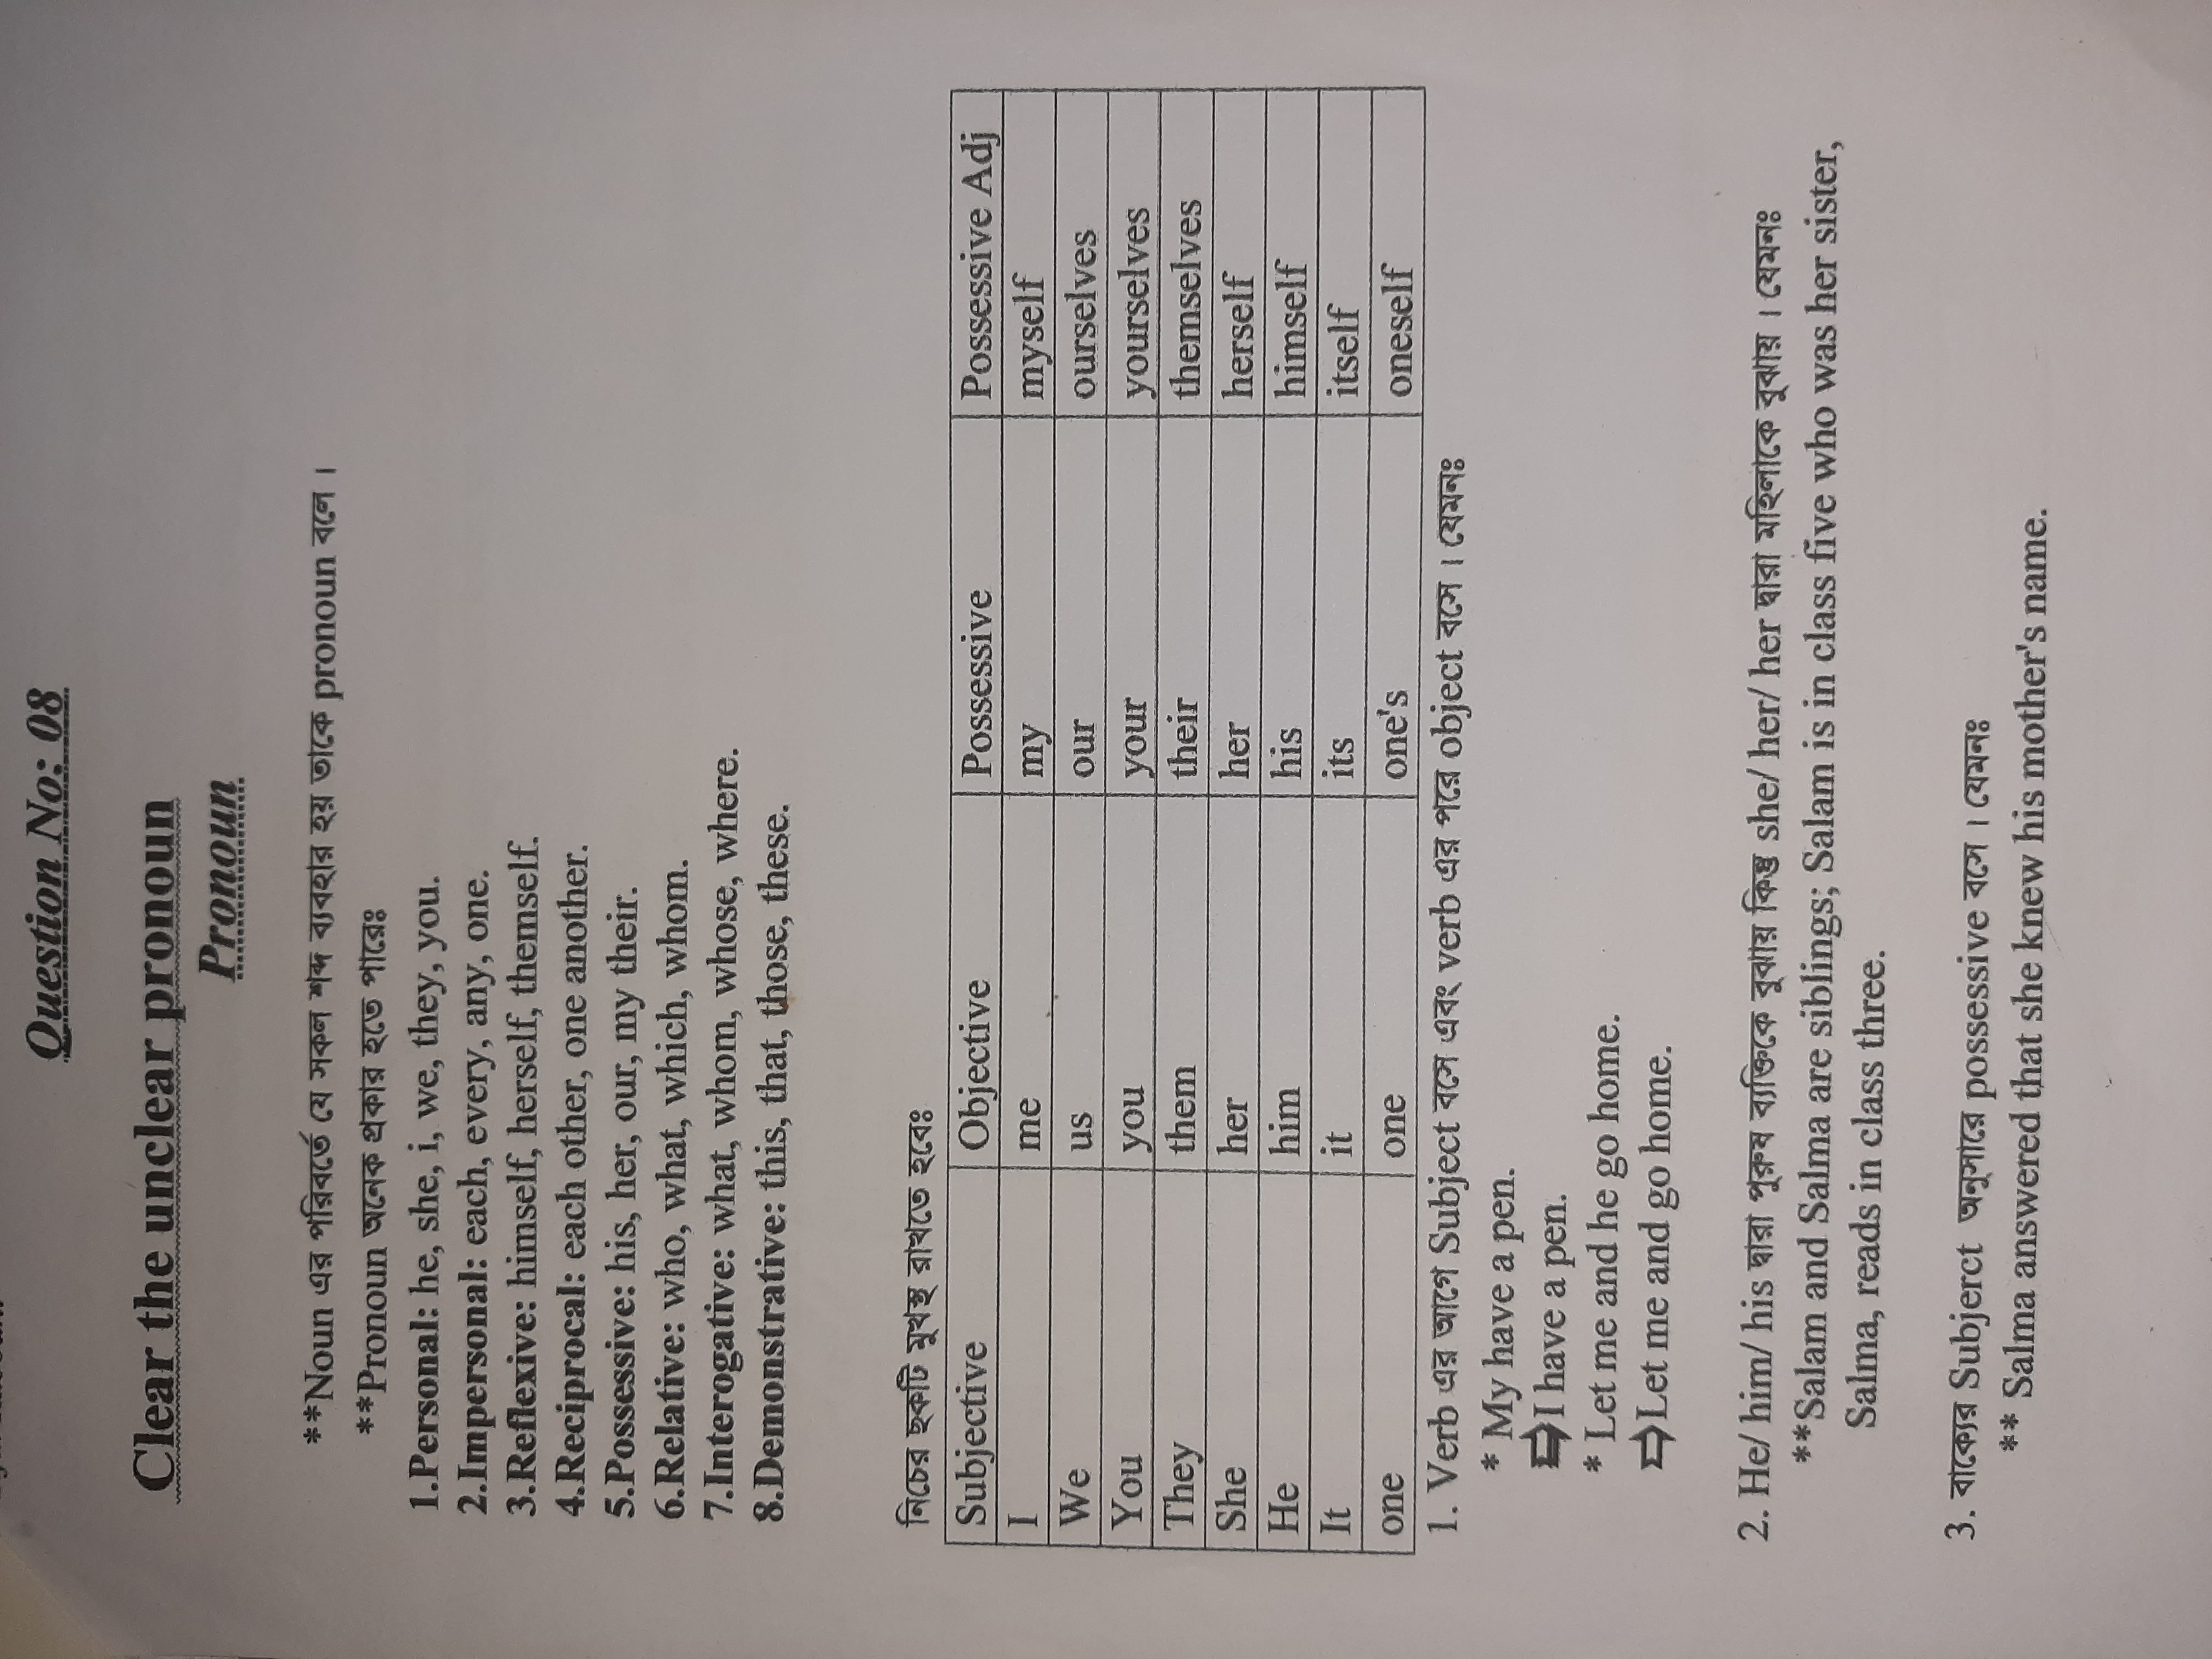 Question No: 08
Clear the unclear pronoun
Pronoun
**Noun এর পরিবর্তে যে সকল শব্দ ব্যবহার হয় তাকে pronoun বলে ।
**Pronoun অনেক প্রকার হতে পারেঃ
1.Personal: he, she, i, we, they, you.
2.Impersonal: each, every, any, one.
3.Reflexive: himself, herself, themself.
4.Reciprocal: each other, one another.
5.Possessive: his, her, our, my their.
6.Relative: who, what, which, whom.
7.Interogative: what, whom, whose, where.
8.Demonstrative: this, that, those, these.
নিচের ছকটি মুখস্থ রাখতে হবেঃ
Subjective Objective Possessive Possessive Adj
I me my myself
We us our ourselves
You you your yourselves
They them their themselves
She her her herself
He him his himself
It it its itself
one one one's oneself
1. Verb এর আগে Subject বসে এবং verb এর পরে object বসে । যেমনঃ
* My have a pen.
⇨I have a pen.
* Let me and he go home.
⇨Let me and go home.
2. He/ him/ his দ্বারা পুরুষ ব্যক্তিকে বুঝায় কিন্তু she/ her/ her দ্বারা মহিলাকে বুঝায় । যেমনঃ
**Salam and Salma are siblings; Salam is in class five who was her sister,
Salma, reads in class three.
3. বাক্যের Subjerct অনুসারে possessive বসে । যেমনঃ
** Salma answered that she knew his mother's name.